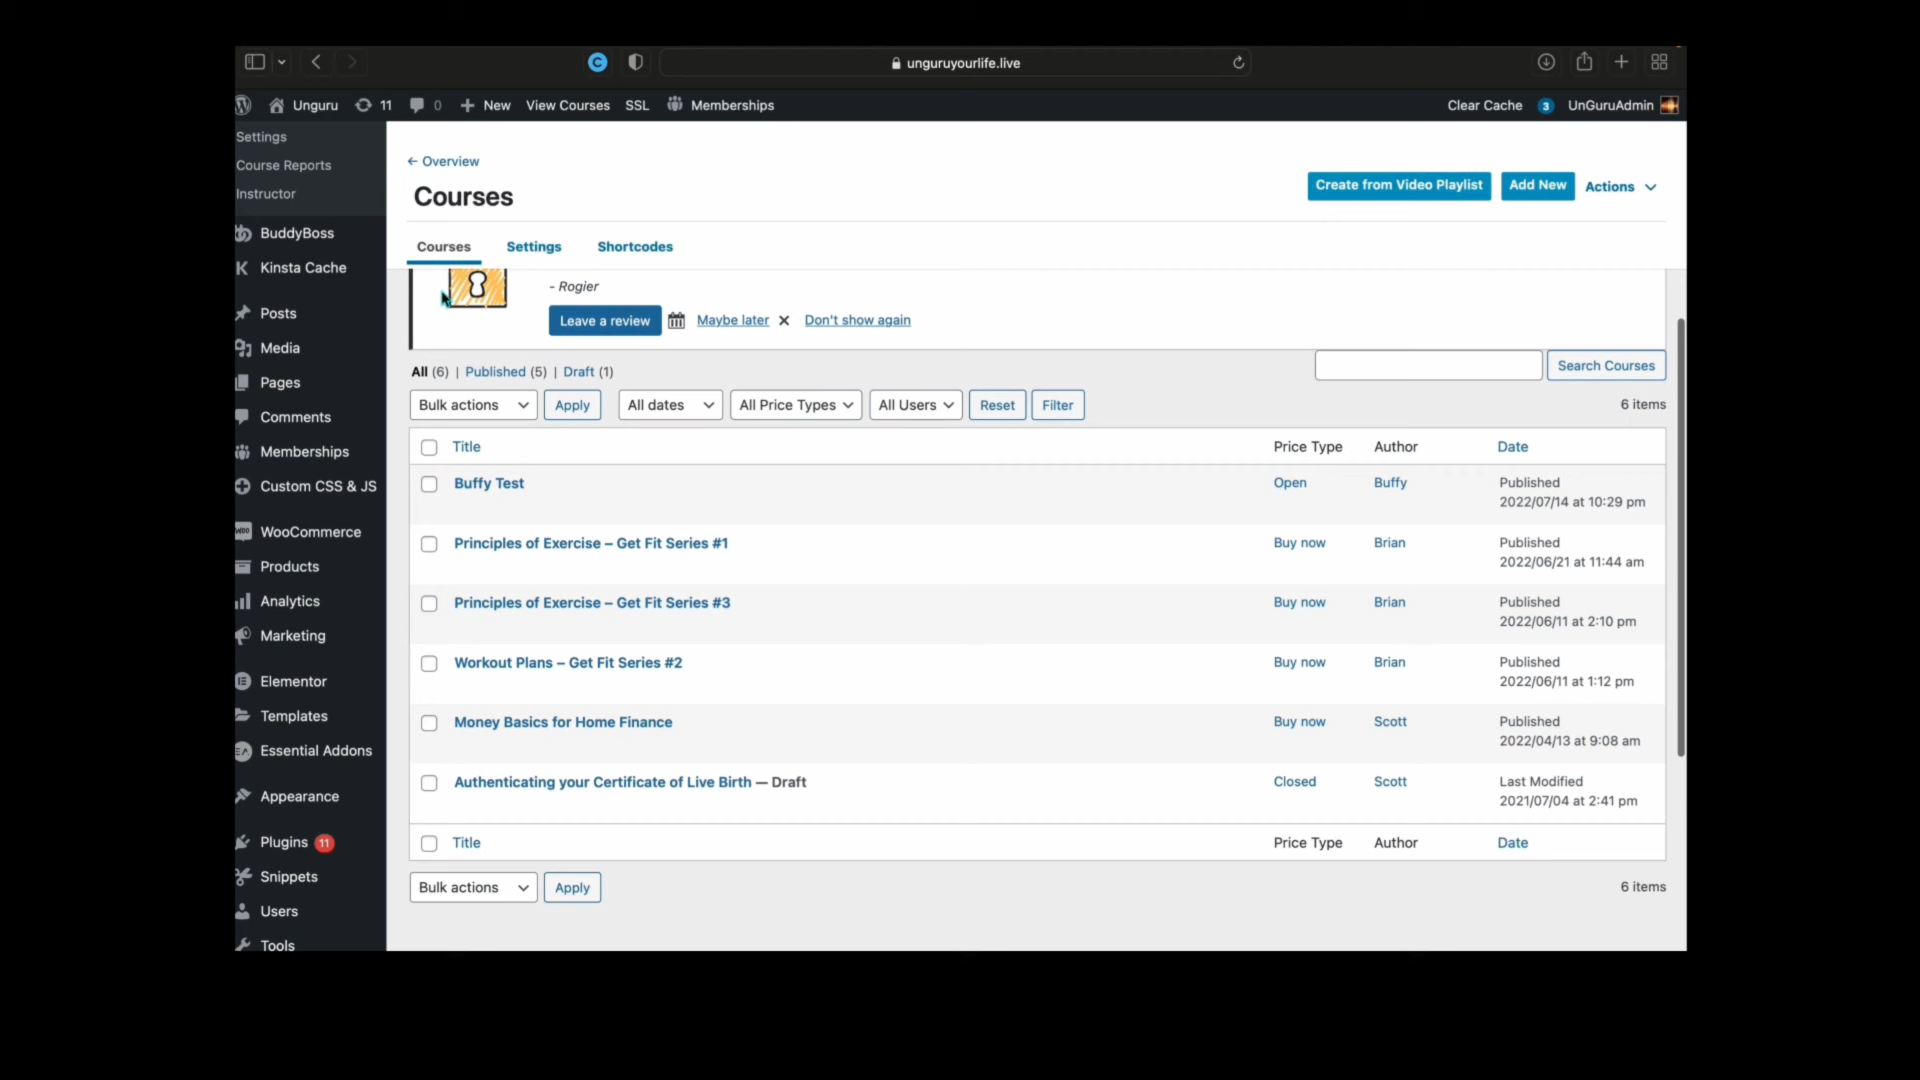 unguruyourlife.live
Unguru 11 0 New View Courses SSL Memberships Clear Cache 3 UnGuruAdmin
Settings
Course Reports
Instructor
BuddyBoss
Kinsta Cache
Posts
Media
Pages
Comments
Memberships
Custom CSS & JS
WooCommerce
Products
Analytics
Marketing
Elementor
Templates
Essential Addons
Appearance
Plugins 11
Snippets
Users
Tools
← Overview
Courses
Create from Video Playlist Add New Actions
Courses Settings Shortcodes
- Rogier
Leave a review Maybe later Don't show again
All (6) | Published (5) | Draft (1)
Search Courses
Bulk actions Apply All dates All Price Types All Users Reset Filter 6 items
Title Price Type Author Date
Buffy Test Open Buffy Published
2022/07/14 at 10:29 pm
Principles of Exercise – Get Fit Series #1 Buy now Brian Published
2022/06/21 at 11:44 am
Principles of Exercise – Get Fit Series #3 Buy now Brian Published
2022/06/11 at 2:10 pm
Workout Plans – Get Fit Series #2 Buy now Brian Published
2022/06/11 at 1:12 pm
Money Basics for Home Finance Buy now Scott Published
2022/04/13 at 9:08 am
Authenticating your Certificate of Live Birth — Draft Closed Scott Last Modified
2021/07/04 at 2:41 pm
Title Price Type Author Date
Bulk actions Apply 6 items